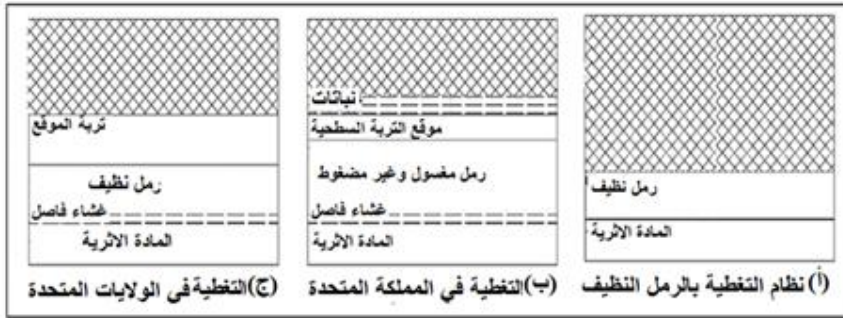 رمل نظيف
المادة الاثرية
(أ) نظام التغطية بالرمل النظيف
نباتات
موقع التربة السطحية
رمل مغسول وغير مضغوط
غشاء فاصل
المادة الاثرية
(ب) التغطية في المملكة المتحدة
تربة الموقع
رمل نظيف
غشاء فاصل
المادة الاثرية
(ج) التغطية في الولايات المتحدة